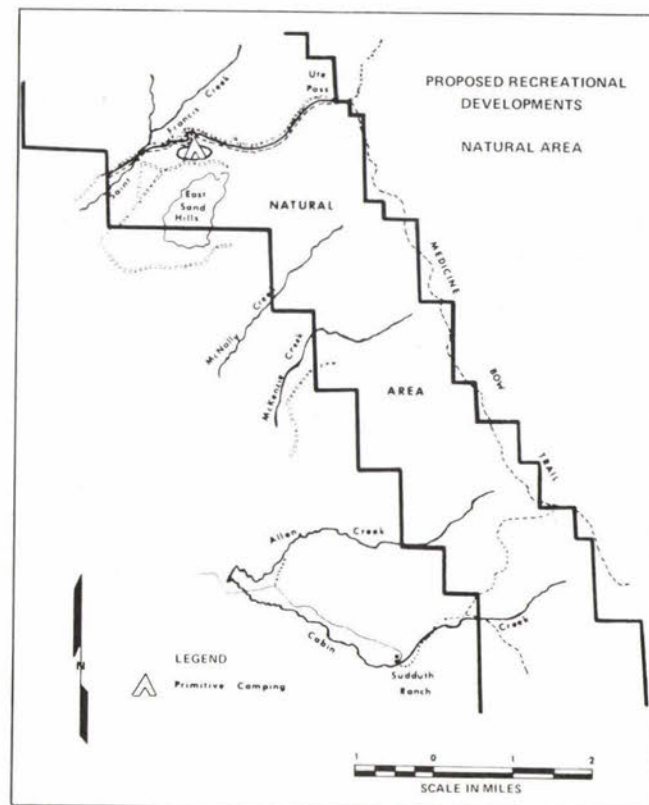 PROPOSED RECREATIONAL
DEVELOPMENTS
NATURAL AREA
Ute
Pass
Saint Francis Creek
East
Sand
Hills
NATURAL
AREA
MEDICINE BOW TRAIL
McNally Creek
McKenzie Creek
Allen Creek
Cabin Creek
Sudduth
Ranch
N
LEGEND
Primitive Camping
1 0 1 2
SCALE IN MILES